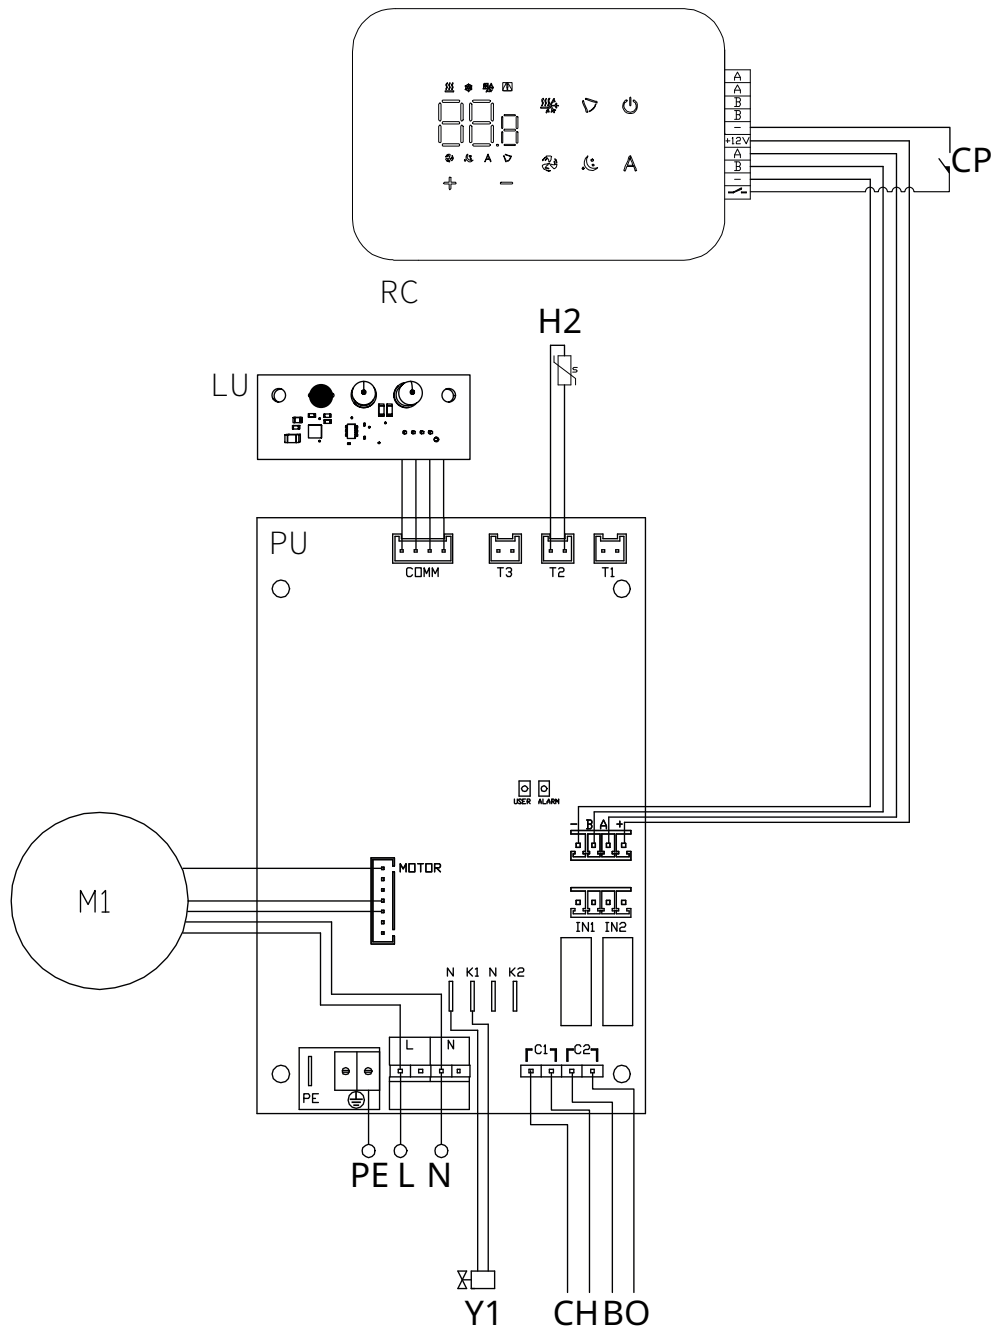 88.8
A
+ −
A
A
A
B
B
−
+12V
A
B
−
CP
RC
H2
S
LU
PU
COMM T3 T2 T1
USER ALARM
− B A +
M1
MOTOR
IN1 IN2
N K1 N K2
L N
C1 C2
PE
PE L N
Y1 CH BO